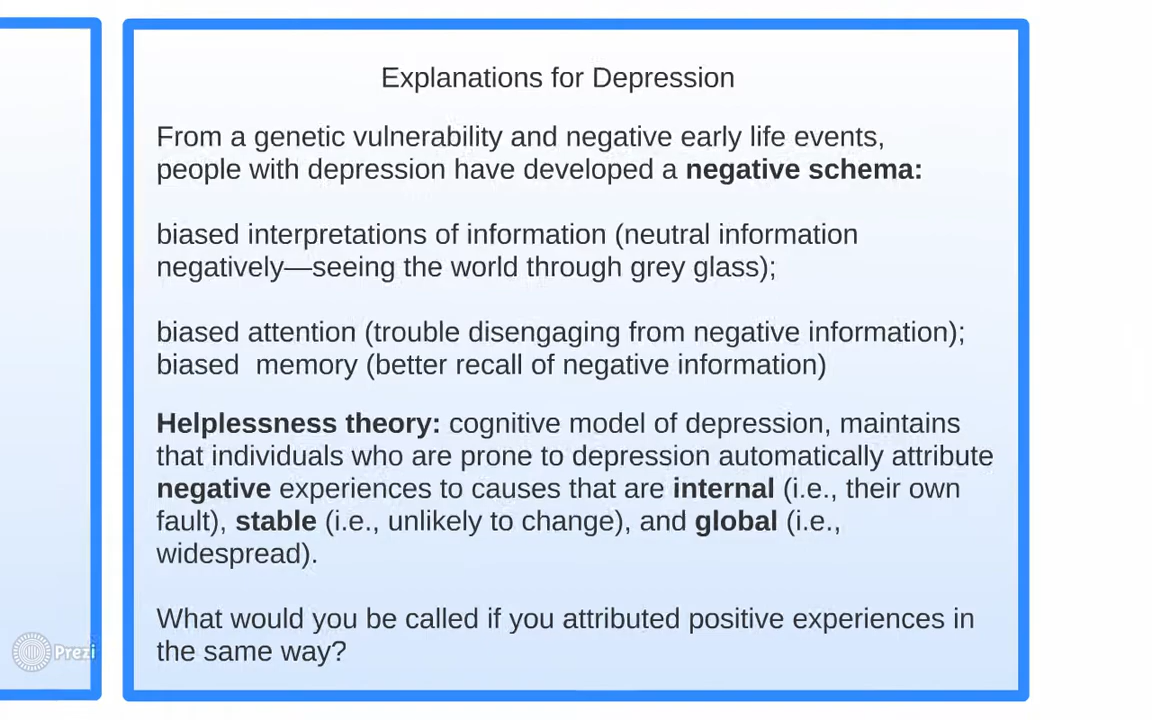 Explanations for Depression
From a genetic vulnerability and negative early life events,
people with depression have developed a negative schema:
biased interpretations of information (neutral information
negatively—seeing the world through grey glass);
biased attention (trouble disengaging from negative information);
biased  memory (better recall of negative information)
Helplessness theory: cognitive model of depression, maintains
that individuals who are prone to depression automatically attribute
negative experiences to causes that are internal (i.e., their own
fault), stable (i.e., unlikely to change), and global (i.e.,
widespread).
What would you be called if you attributed positive experiences in
the same way?
Prezi